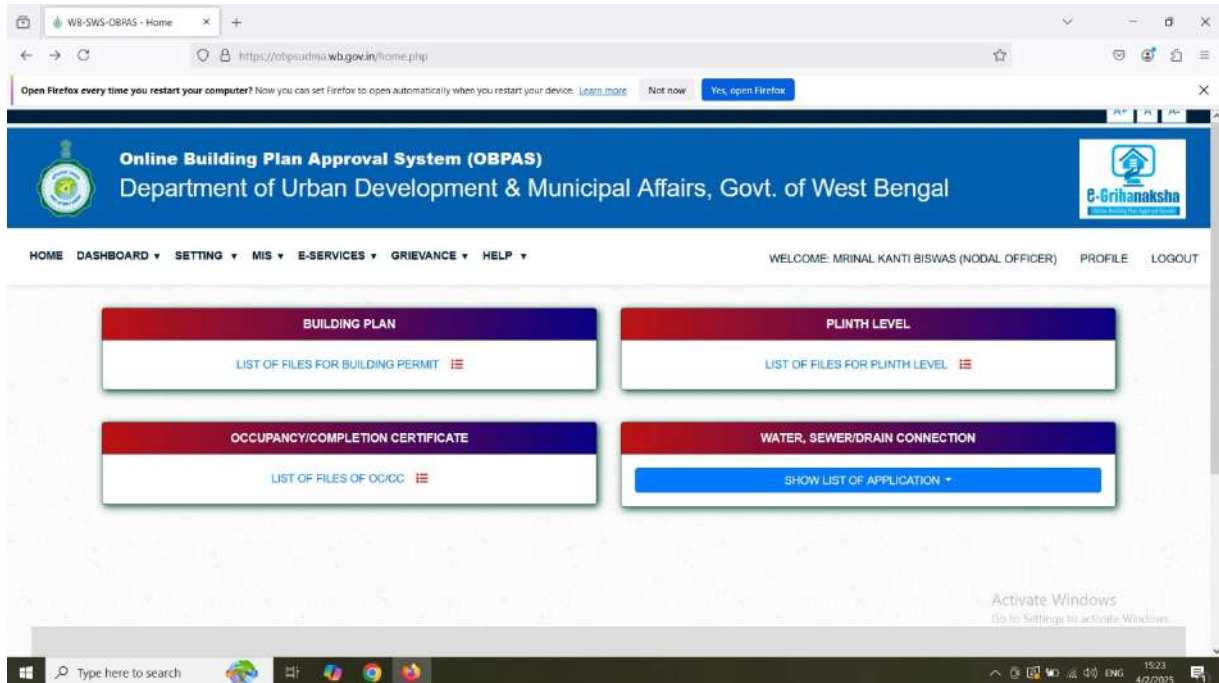 WB-SWS-OBPAS - Home
https://obpsudma.wb.gov.in/home.php
Open Firefox every time you restart your computer? Now you can set Firefox to open automatically when you restart your device. Learn more Not now Yes, open Firefox
A+ A A-
Online Building Plan Approval System (OBPAS)
Department of Urban Development & Municipal Affairs, Govt. of West Bengal
e-Grihanaksha
Online Building Plan Approval System
HOME DASHBOARD SETTING MIS E-SERVICES GRIEVANCE HELP WELCOME: MRINAL KANTI BISWAS (NODAL OFFICER) PROFILE LOGOUT
BUILDING PLAN
LIST OF FILES FOR BUILDING PERMIT
PLINTH LEVEL
LIST OF FILES FOR PLINTH LEVEL
OCCUPANCY/COMPLETION CERTIFICATE
LIST OF FILES OF OC/CC
WATER, SEWER/DRAIN CONNECTION
SHOW LIST OF APPLICATION
Activate Windows
Go to Settings to activate Windows.
Type here to search
ENG
15:23
4/2/2025